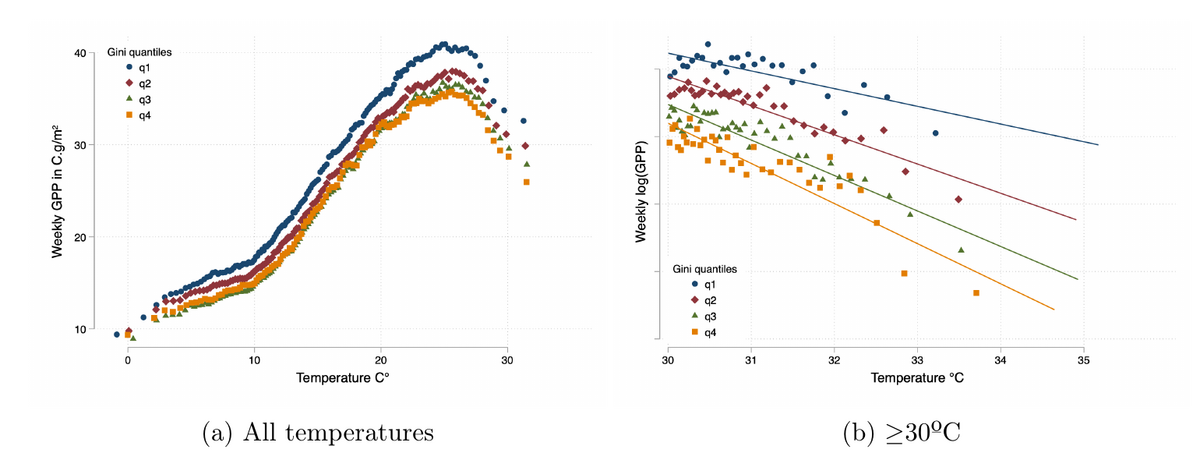 Weekly GPP in C.g/m²
40
30
20
10
Gini quantiles
q1
q2
q3
q4
0
10
20
30
Temperature C°
(a) All temperatures
Weekly log(GPP)
Gini quantiles
q1
q2
q3
q4
30
31
32
33
34
35
Temperature °C
(b) ≥30ºC